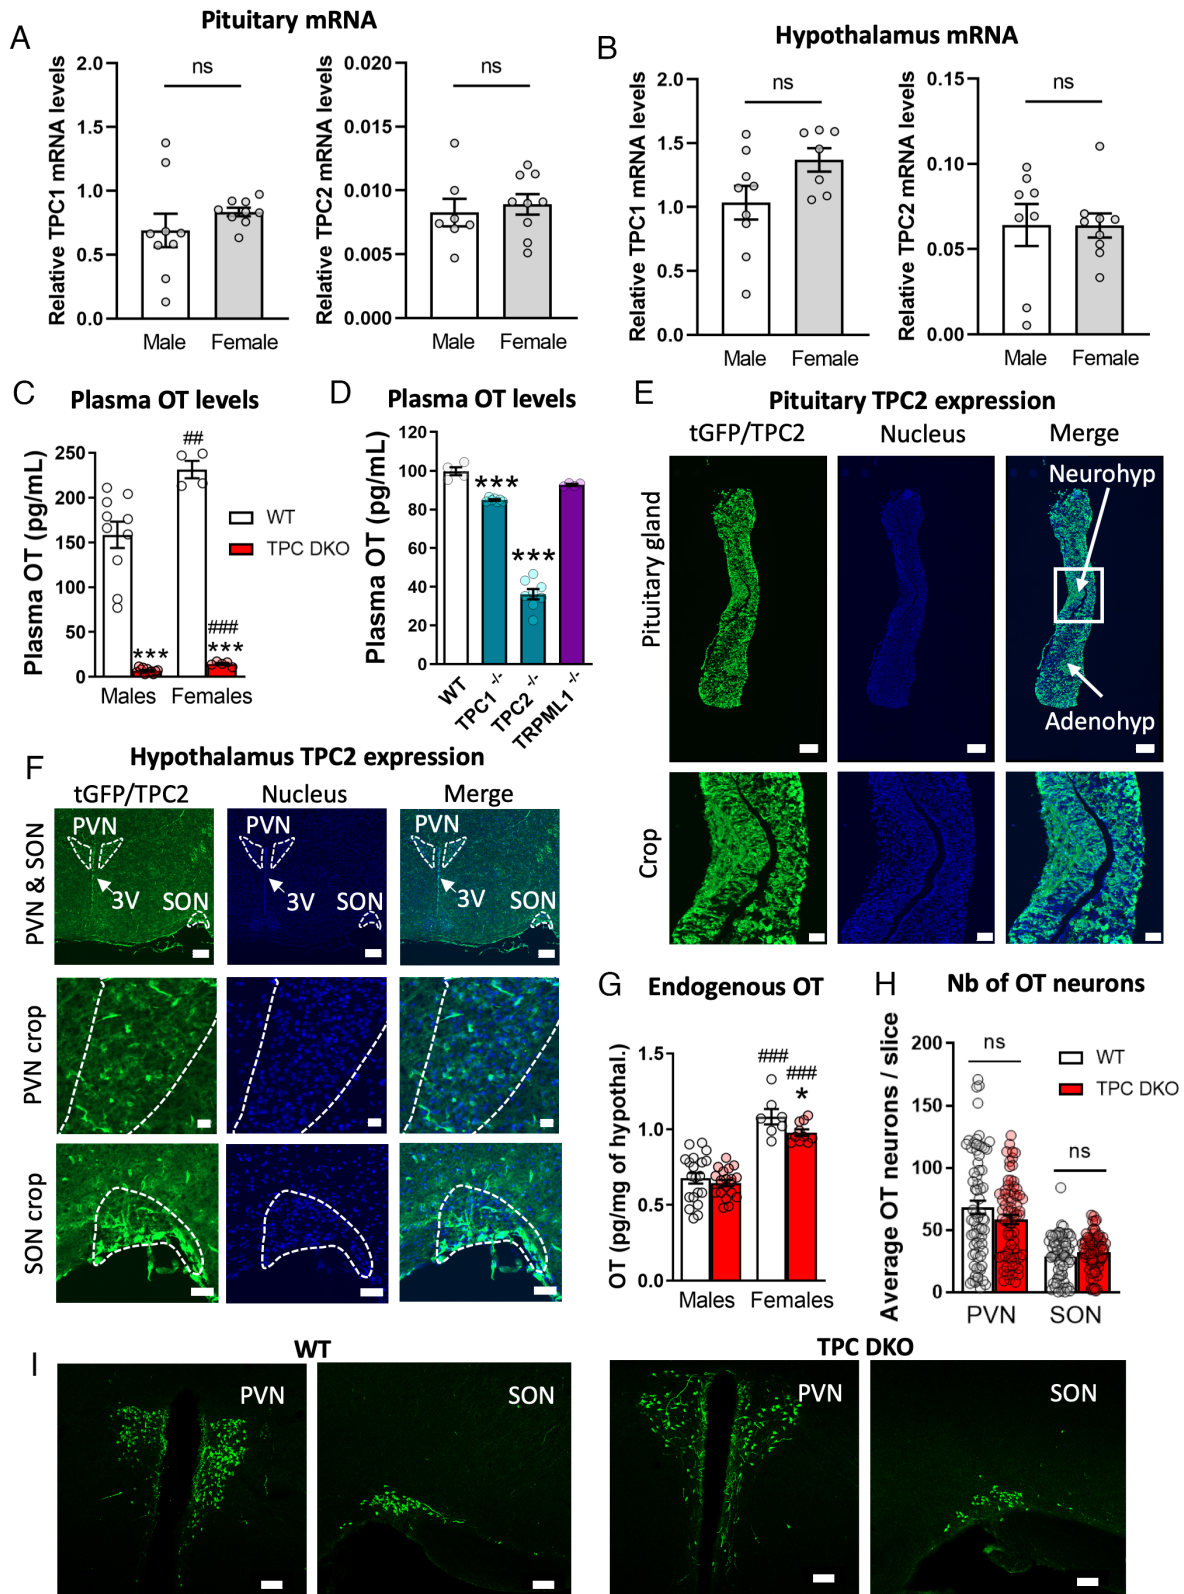 A
Pituitary mRNA
Relative TPC1 mRNA levels
2.0
1.5
1.0
0.5
0.0
ns
Male
Female
Relative TPC2 mRNA levels
0.020
0.015
0.010
0.005
0.000
ns
Male
Female
B
Hypothalamus mRNA
Relative TPC1 mRNA levels
2.0
1.5
1.0
0.5
0.0
ns
Male
Female
Relative TPC2 mRNA levels
0.15
0.10
0.05
0.00
ns
Male
Female
C
Plasma OT levels
Plasma OT (pg/mL)
250
200
150
100
50
0
##
###
***
***
WT
TPC DKO
Males
Females
D
Plasma OT levels
Plasma OT (pg/mL)
120
100
80
60
40
20
0
***
***
WT
TPC1 -/-
TPC2 -/-
TRPML1 -/-
E
Pituitary TPC2 expression
tGFP/TPC2
Nucleus
Merge
Pituitary gland
Neurohyp
Adenohyp
Crop
F
Hypothalamus TPC2 expression
tGFP/TPC2
Nucleus
Merge
PVN & SON
PVN
3V
SON
PVN
3V
SON
PVN
3V
SON
PVN crop
SON crop
G
Endogenous OT
OT (pg/mg of hypothal.)
1.5
1.0
0.5
0.0
###
###
*
Males
Females
H
Nb of OT neurons
Average OT neurons / slice
200
150
100
50
0
ns
ns
WT
TPC DKO
PVN
SON
I
WT
PVN
SON
TPC DKO
PVN
SON